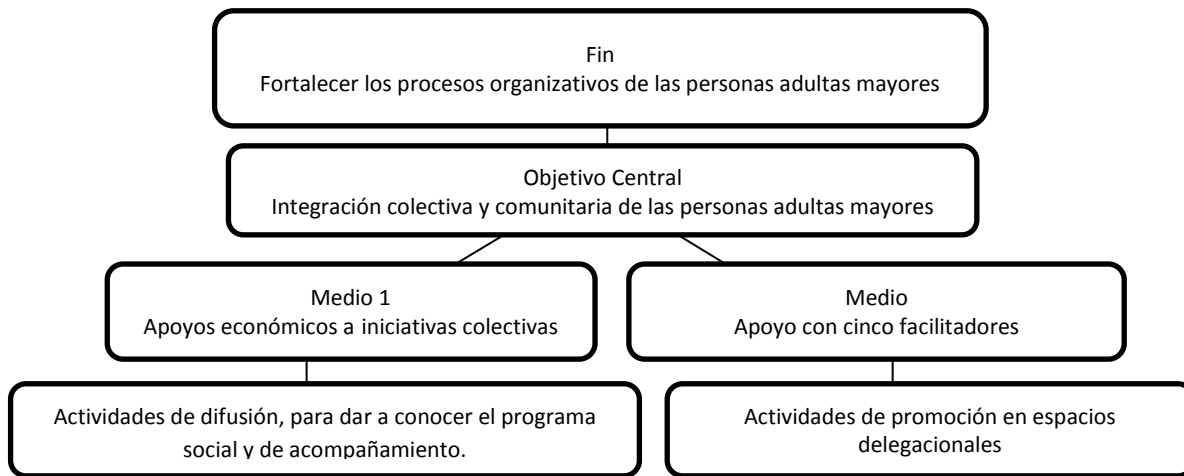 Fin
Fortalecer los procesos organizativos de las personas adultas mayores
Objetivo Central
Integración colectiva y comunitaria de las personas adultas mayores
Medio 1
Apoyos económicos a iniciativas colectivas
Medio
Apoyo con cinco facilitadores
Actividades de difusión, para dar a conocer el programa
social y de acompañamiento.
Actividades de promoción en espacios
delegacionales